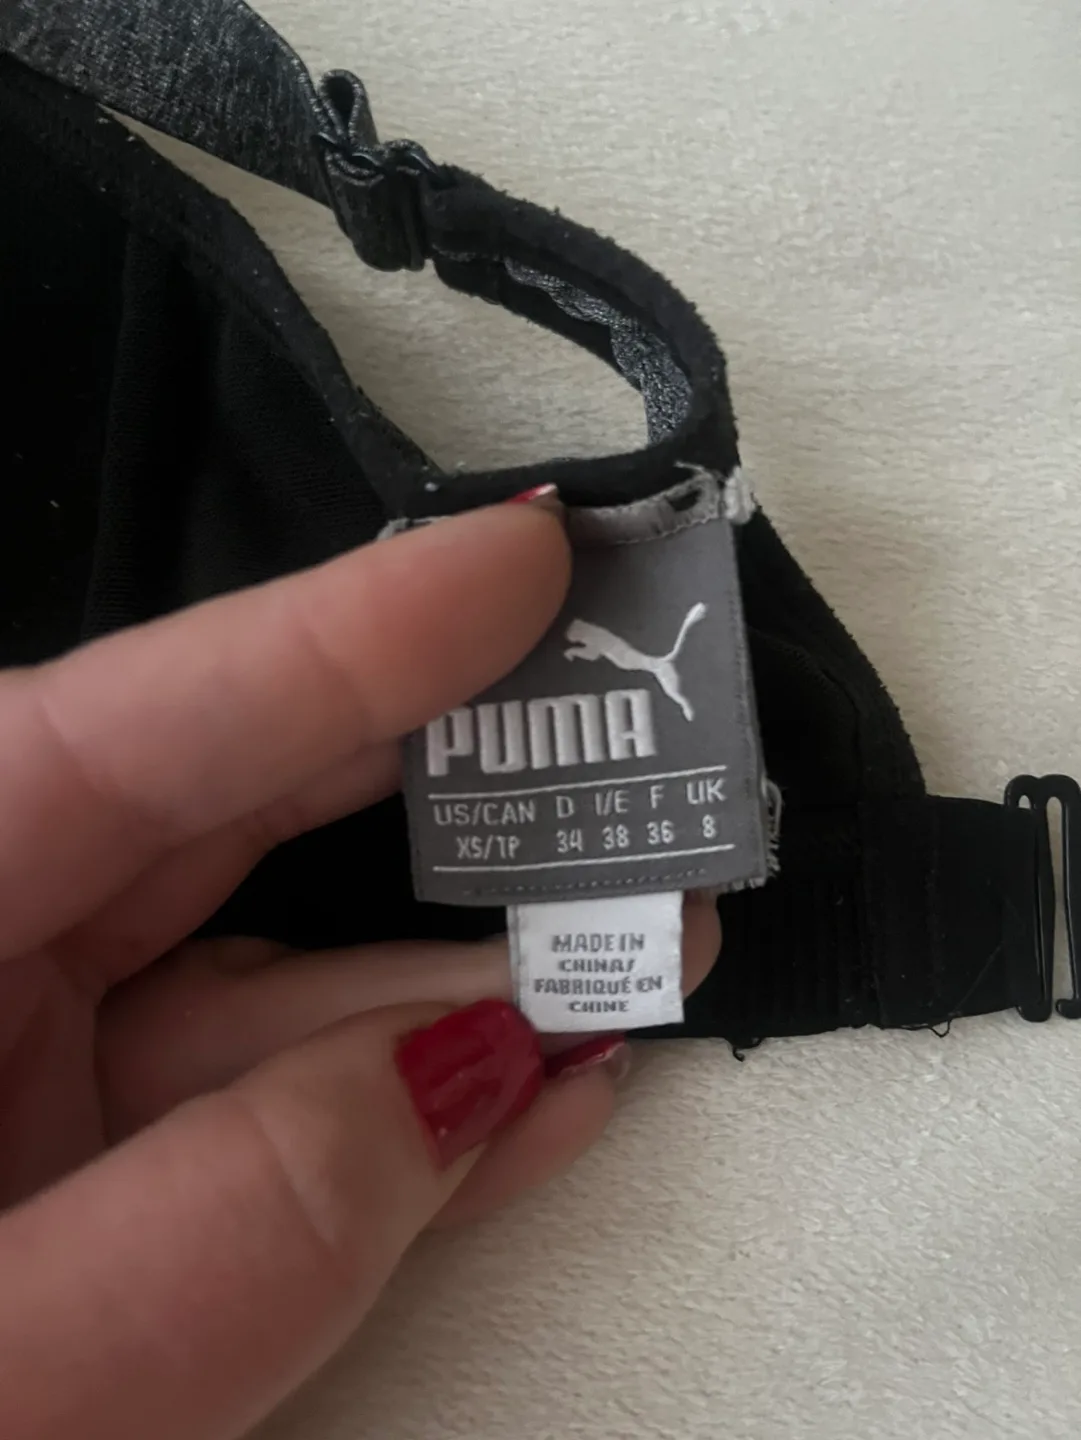 PUMA
US/CAN D I/E F UK
XS/TP 34 38 36 8
MADE IN
CHINA/
FABRIQUÉ EN
CHINE